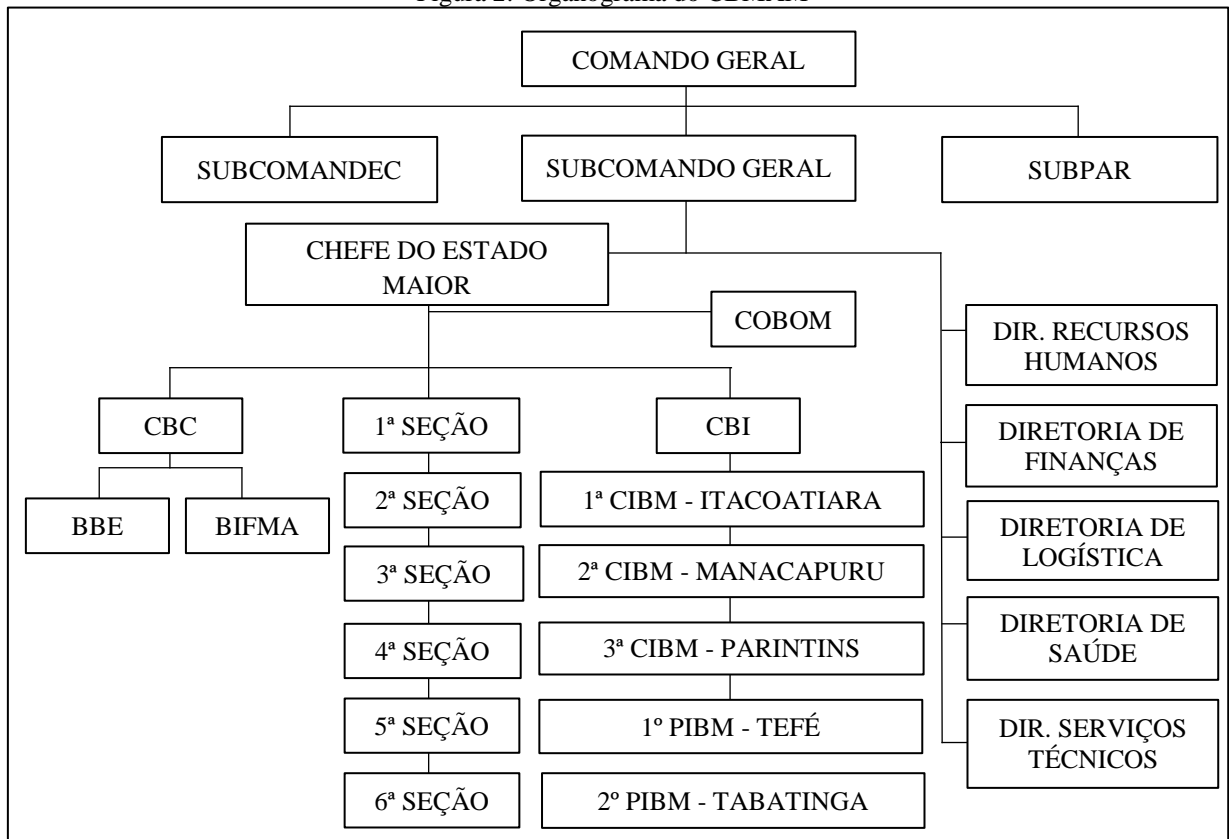 COMANDO GERAL
SUBCOMANDEC
SUBCOMANDO GERAL
SUBPAR
CHEFE DO ESTADO
MAIOR
COBOM
DIR. RECURSOS
HUMANOS
CBC
1ª SEÇÃO
CBI
DIRETORIA DE
FINANÇAS
BBE
BIFMA
2ª SEÇÃO
1ª CIBM - ITACOATIARA
DIRETORIA DE
LOGÍSTICA
3ª SEÇÃO
2ª CIBM - MANACAPURU
4ª SEÇÃO
3ª CIBM - PARINTINS
DIRETORIA DE
SAÚDE
5ª SEÇÃO
1º PIBM - TEFÉ
DIR. SERVIÇOS
TÉCNICOS
6ª SEÇÃO
2º PIBM - TABATINGA